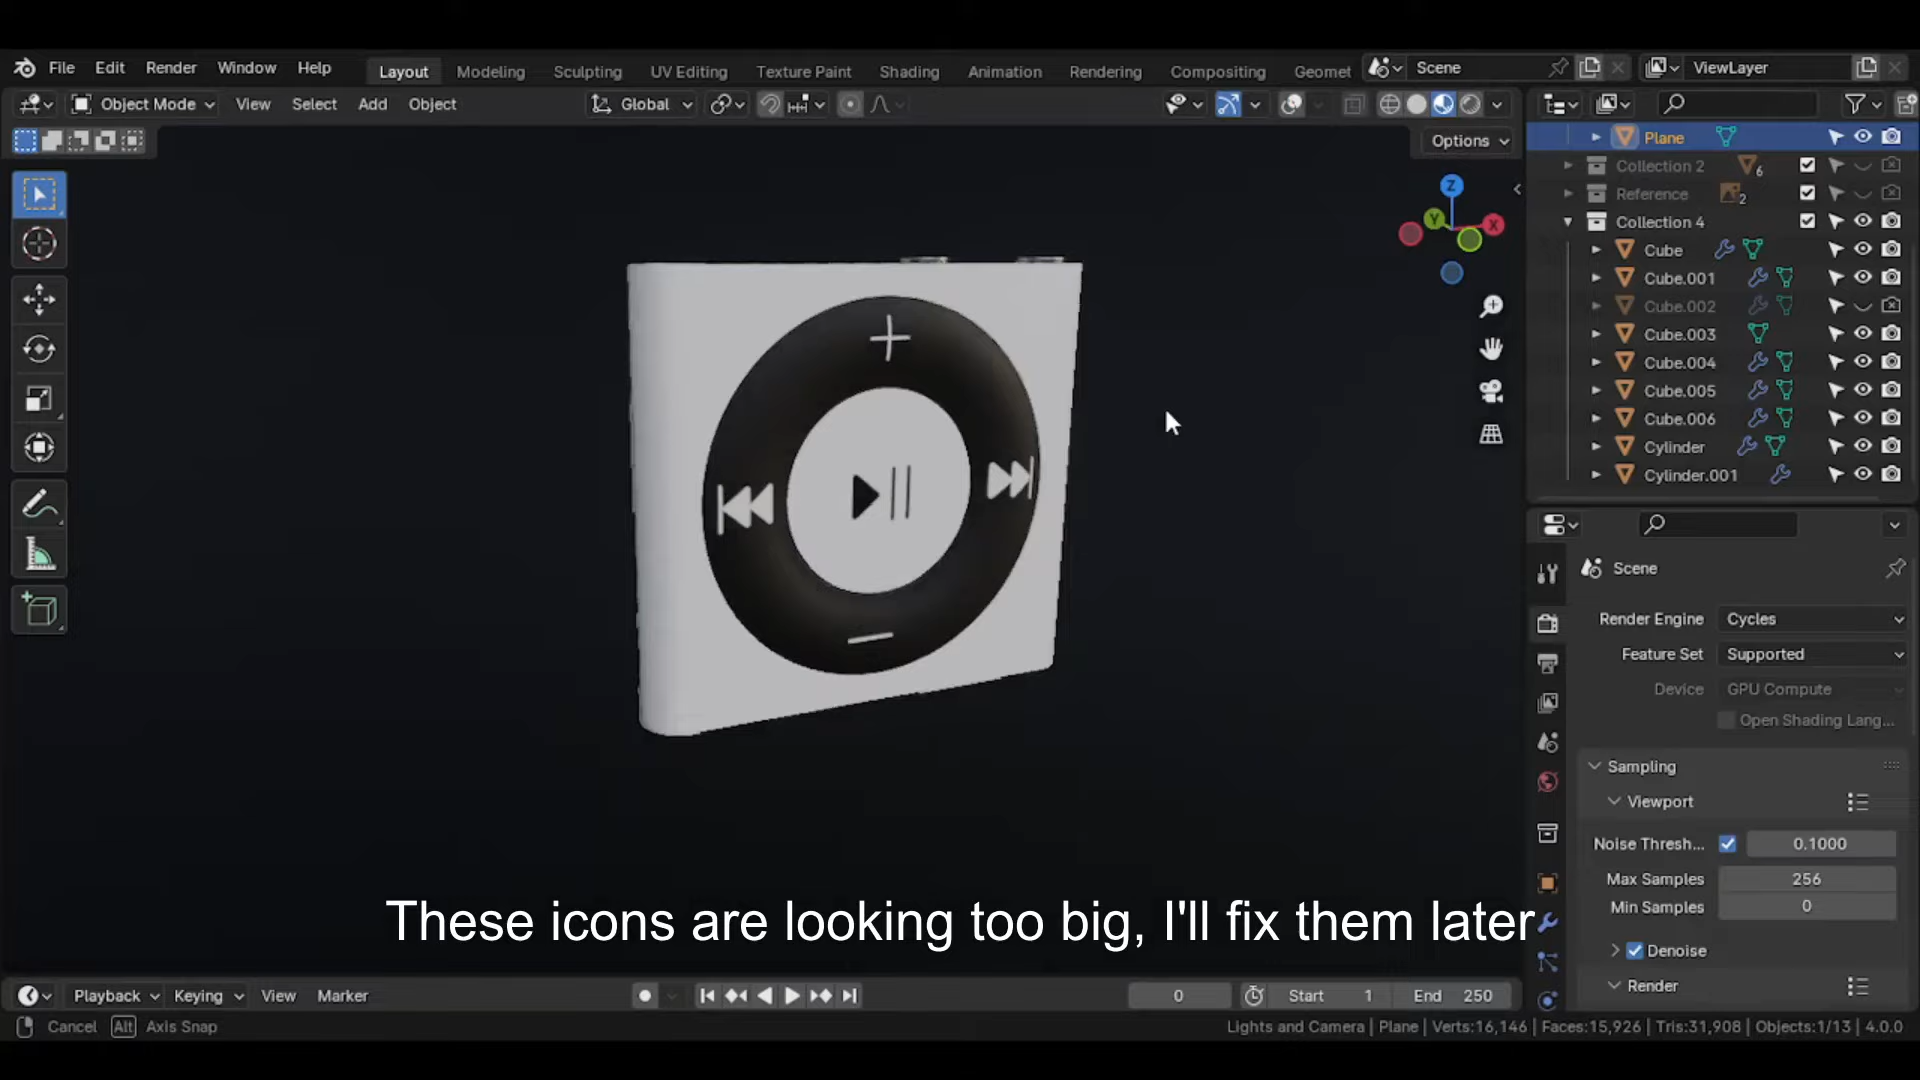 File Edit Render Window Help Layout Modeling Sculpting UV Editing Texture Paint Shading Animation Rendering Compositing Geomet Scene ViewLayer
Object Mode View Select Add Object Global
Options
Z
Y
X
Plane
Collection 2 6
Reference 2
Collection 4
Cube
Cube.001
Cube.002
Cube.003
Cube.004
Cube.005
Cube.006
Cylinder
Cylinder.001
Scene
Render Engine Cycles
Feature Set Supported
Device GPU Compute
Open Shading Lang...
Sampling
Viewport
Noise Thresh... 0.1000
Max Samples 256
Min Samples 0
Denoise
Render
These icons are looking too big, I'll fix them later
Playback Keying View Marker 0 Start 1 End 250
Cancel Alt Axis Snap Lights and Camera | Plane | Verts:16,146 | Faces:15,926 | Tris:31,908 | Objects:1/13 | 4.0.0